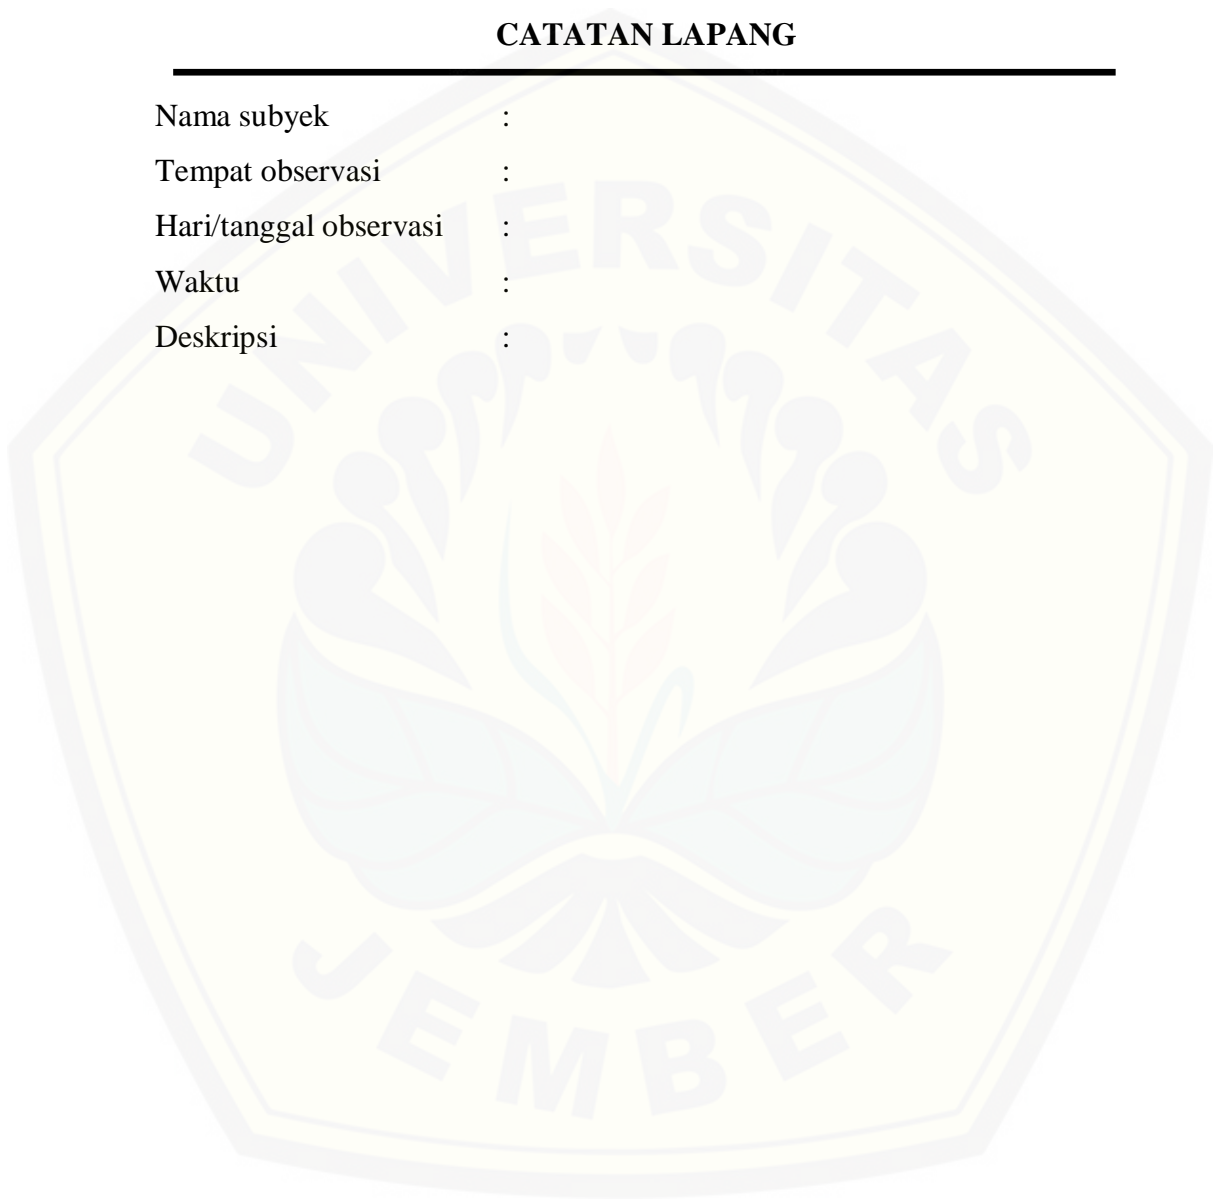 CATATAN LAPANG
Nama subyek :
Tempat observasi :
Hari/tanggal observasi :
Waktu :
Deskripsi :
UNIVERSITAS
JEMBER